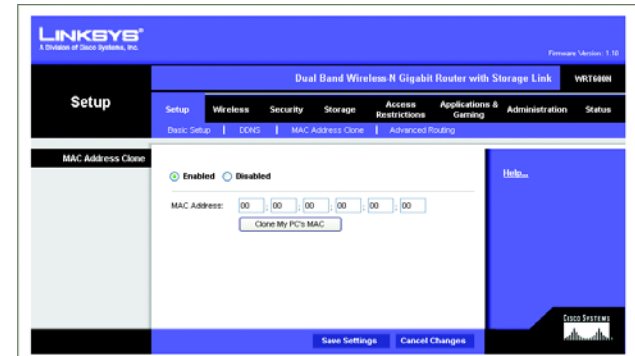 LINKSYS®
A Division of Cisco Systems, Inc.
Firmware Version: 1.10
Dual Band Wireless-N Gigabit Router with Storage Link WRT600N
Setup
Setup Wireless Security Storage Access Restrictions Applications & Gaming Administration Status
Basic Setup | DDNS | MAC Address Clone | Advanced Routing
MAC Address Clone
Enabled Disabled
Help...
MAC Address: 00 : 00 : 00 : 00 : 00 : 00
Clone My PC's MAC
CISCO SYSTEMS
Save Settings Cancel Changes